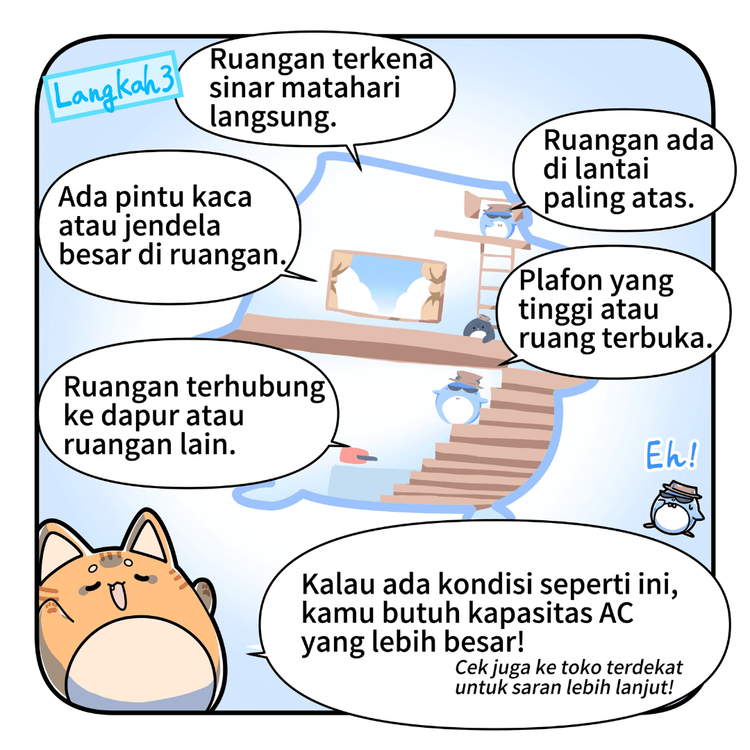 Langkah3
Ruangan terkena
sinar matahari
langsung.
Ruangan ada
di lantai
paling atas.
Ada pintu kaca
atau jendela
besar di ruangan.
Plafon yang
tinggi atau
ruang terbuka.
Ruangan terhubung
ke dapur atau
ruangan lain.
Eh!
Kalau ada kondisi seperti ini,
kamu butuh kapasitas AC
yang lebih besar!
Cek juga ke toko terdekat
untuk saran lebih lanjut!